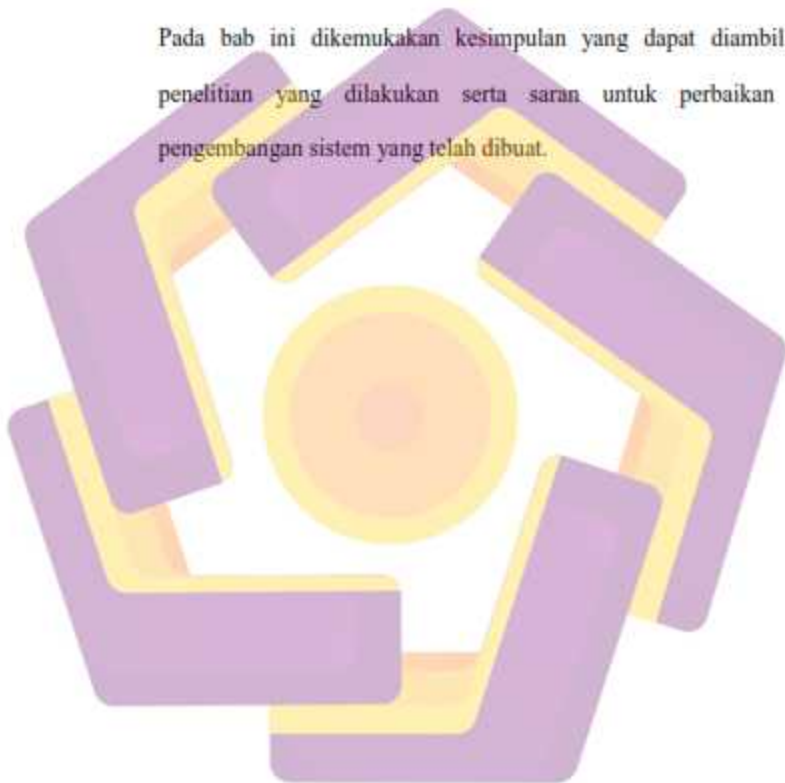 Pada bab ini dikemukakan kesimpulan yang dapat diambil
penelitian yang dilakukan serta saran untuk perbaikan
pengembangan sistem yang telah dibuat.